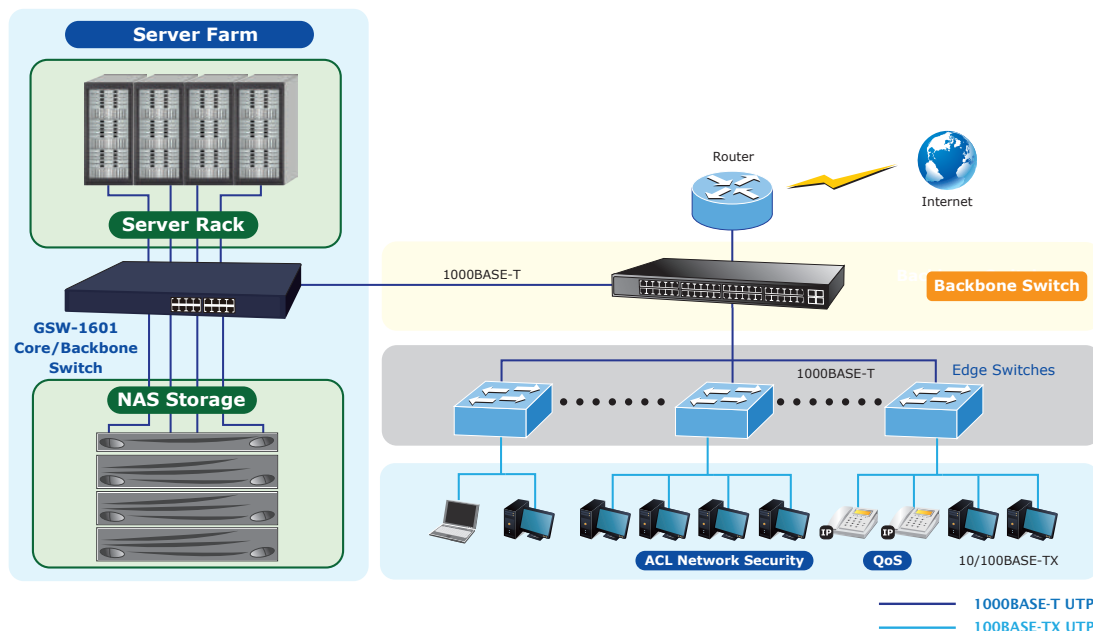 Server Farm
Server Rack
GSW-1601
Core/Backbone
Switch
NAS Storage
Router
Internet
1000BASE-T
Backbone Switch
1000BASE-T
Edge Switches
IP
IP
ACL Network Security
QoS
10/100BASE-TX
1000BASE-T UTP
100BASE-TX UTP